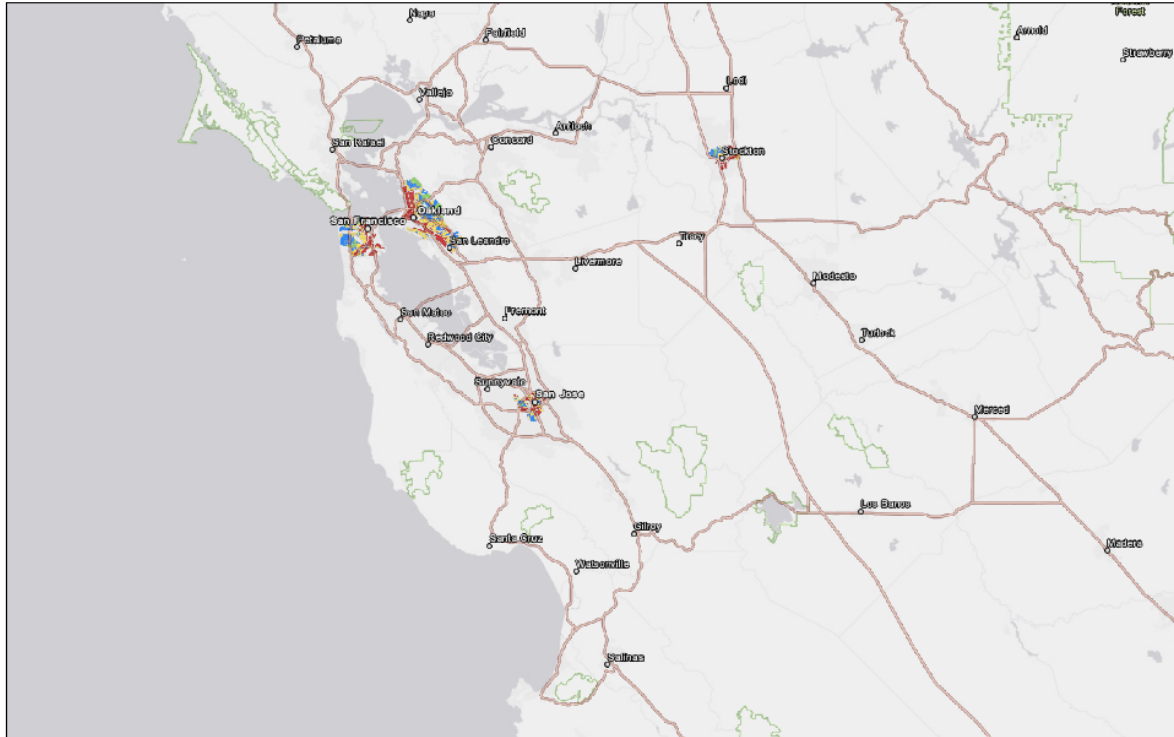 Napa
Forest
Arnold
Petaluma
Fairfield
Strawberry
Lodi
Vallejo
Antioch
San Rafael
Concord
Stockton
Oakland
San Francisco
San Leandro
Tracy
Livermore
Modesto
San Mateo
Fremont
Redwood City
Turlock
Sunnyvale
San Jose
Merced
Los Banos
Gilroy
Santa Cruz
Madera
Watsonville
Salinas